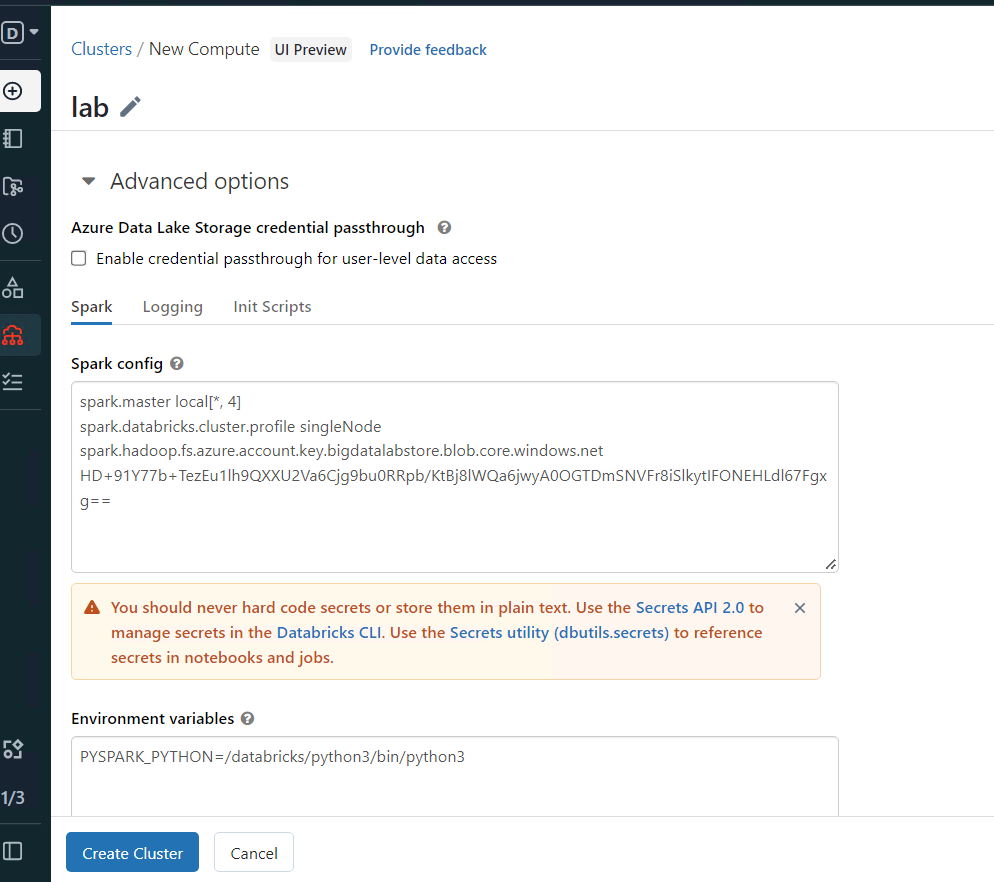 D
Clusters / New Compute UI Preview Provide feedback
lab
Advanced options
Azure Data Lake Storage credential passthrough ?
Enable credential passthrough for user-level data access
Spark Logging Init Scripts
Spark config ?
spark.master local[*, 4]
spark.databricks.cluster.profile singleNode
spark.hadoop.fs.azure.account.key.bigdatalabstore.blob.core.windows.net
HD+91Y77b+TezEu1lh9QXXU2Va6Cjg9bu0RRpb/KtBj8lWQa6jwyA0OGTDmSNVFr8iSlkytIFONEHLdl67Fgx
g==
You should never hard code secrets or store them in plain text. Use the Secrets API 2.0 to
manage secrets in the Databricks CLI. Use the Secrets utility (dbutils.secrets) to reference
secrets in notebooks and jobs.
Environment variables ?
PYSPARK_PYTHON=/databricks/python3/bin/python3
1/3
Create Cluster Cancel